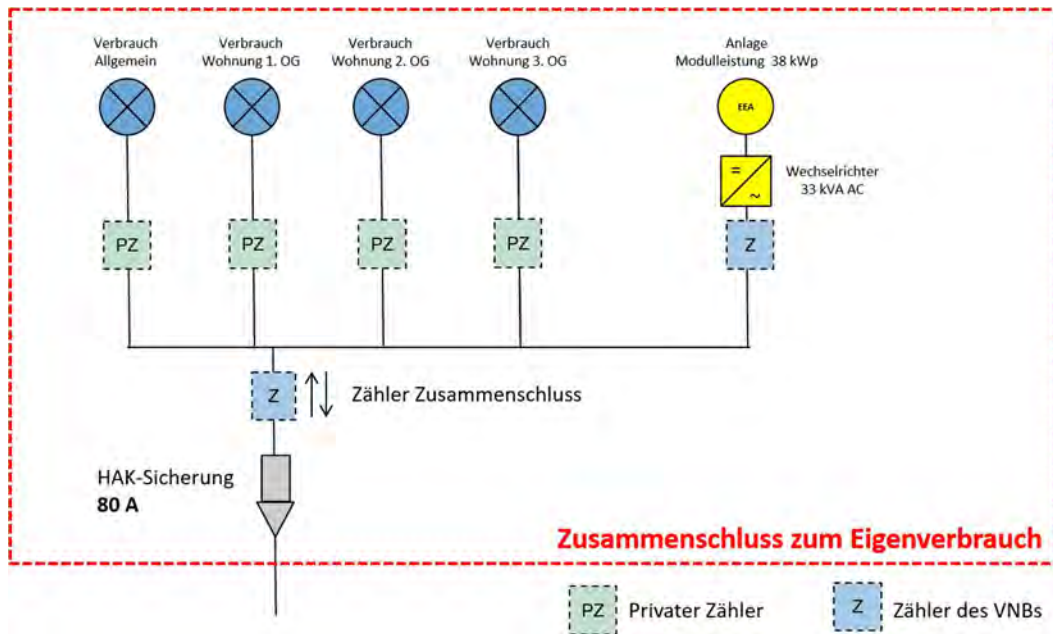 Verbrauch
Allgemein
Verbrauch
Wohnung 1. OG
Verbrauch
Wohnung 2. OG
Verbrauch
Wohnung 3. OG
Anlage
Modulleistung 38 kWp
EEA
=
~
Wechselrichter
33 kVA AC
PZ
PZ
PZ
PZ
Z
Z
Zähler Zusammenschluss
HAK-Sicherung
80 A
Zusammenschluss zum Eigenverbrauch
PZ Privater Zähler
Z Zähler des VNBs